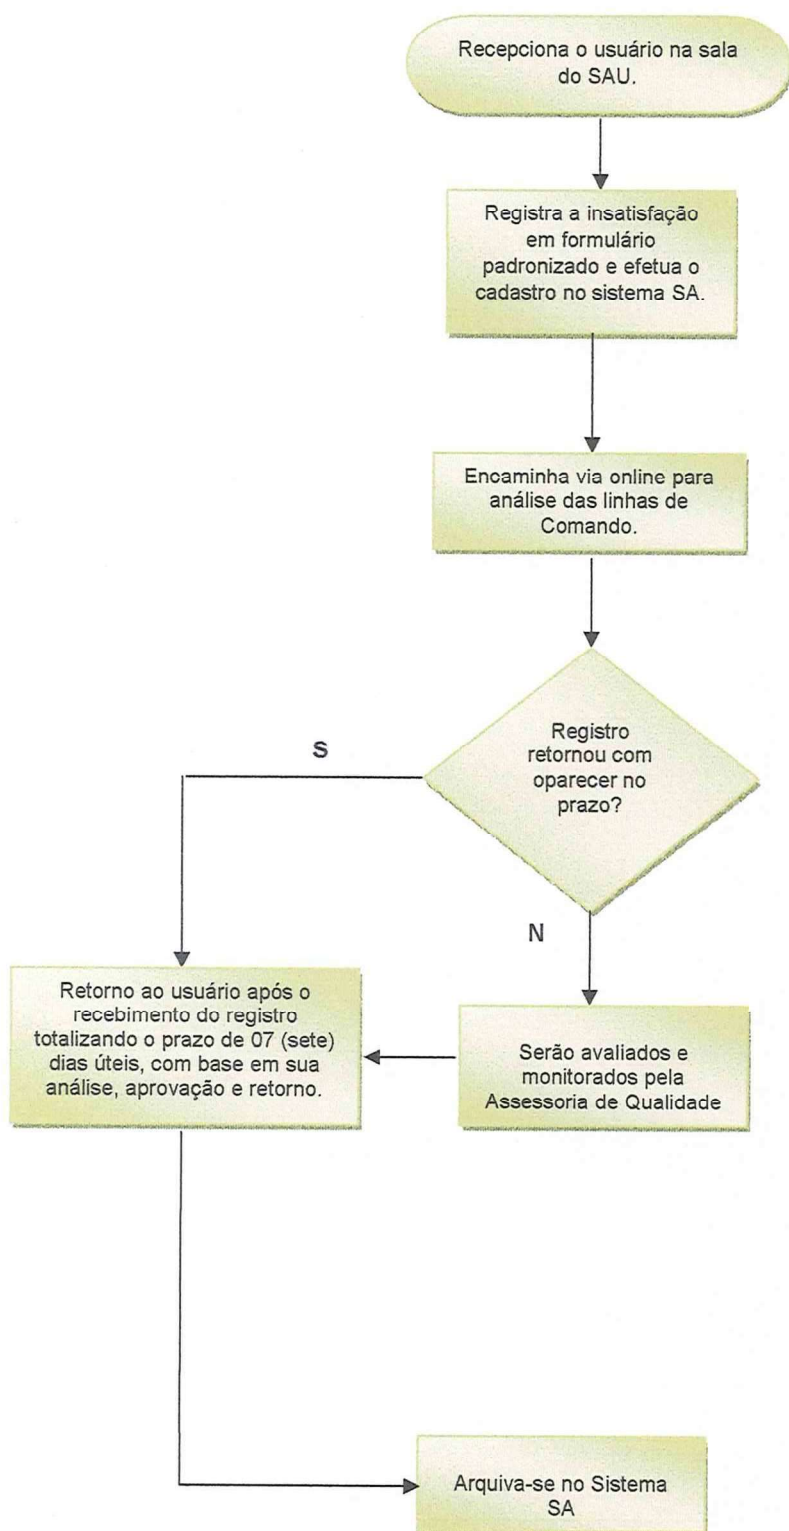 Recepciona o usuário na sala
do SAU.
Registra a insatisfação
em formulário
padronizado e efetua o
cadastro no sistema SA.
Encaminha via online para
análise das linhas de
Comando.
Registro
retornou com
oparecer no
prazo?
S
N
Retorno ao usuário após o
recebimento do registro
totalizando o prazo de 07 (sete)
dias úteis, com base em sua
análise, aprovação e retorno.
Serão avaliados e
monitorados pela
Assessoria de Qualidade
Arquiva-se no Sistema
SA